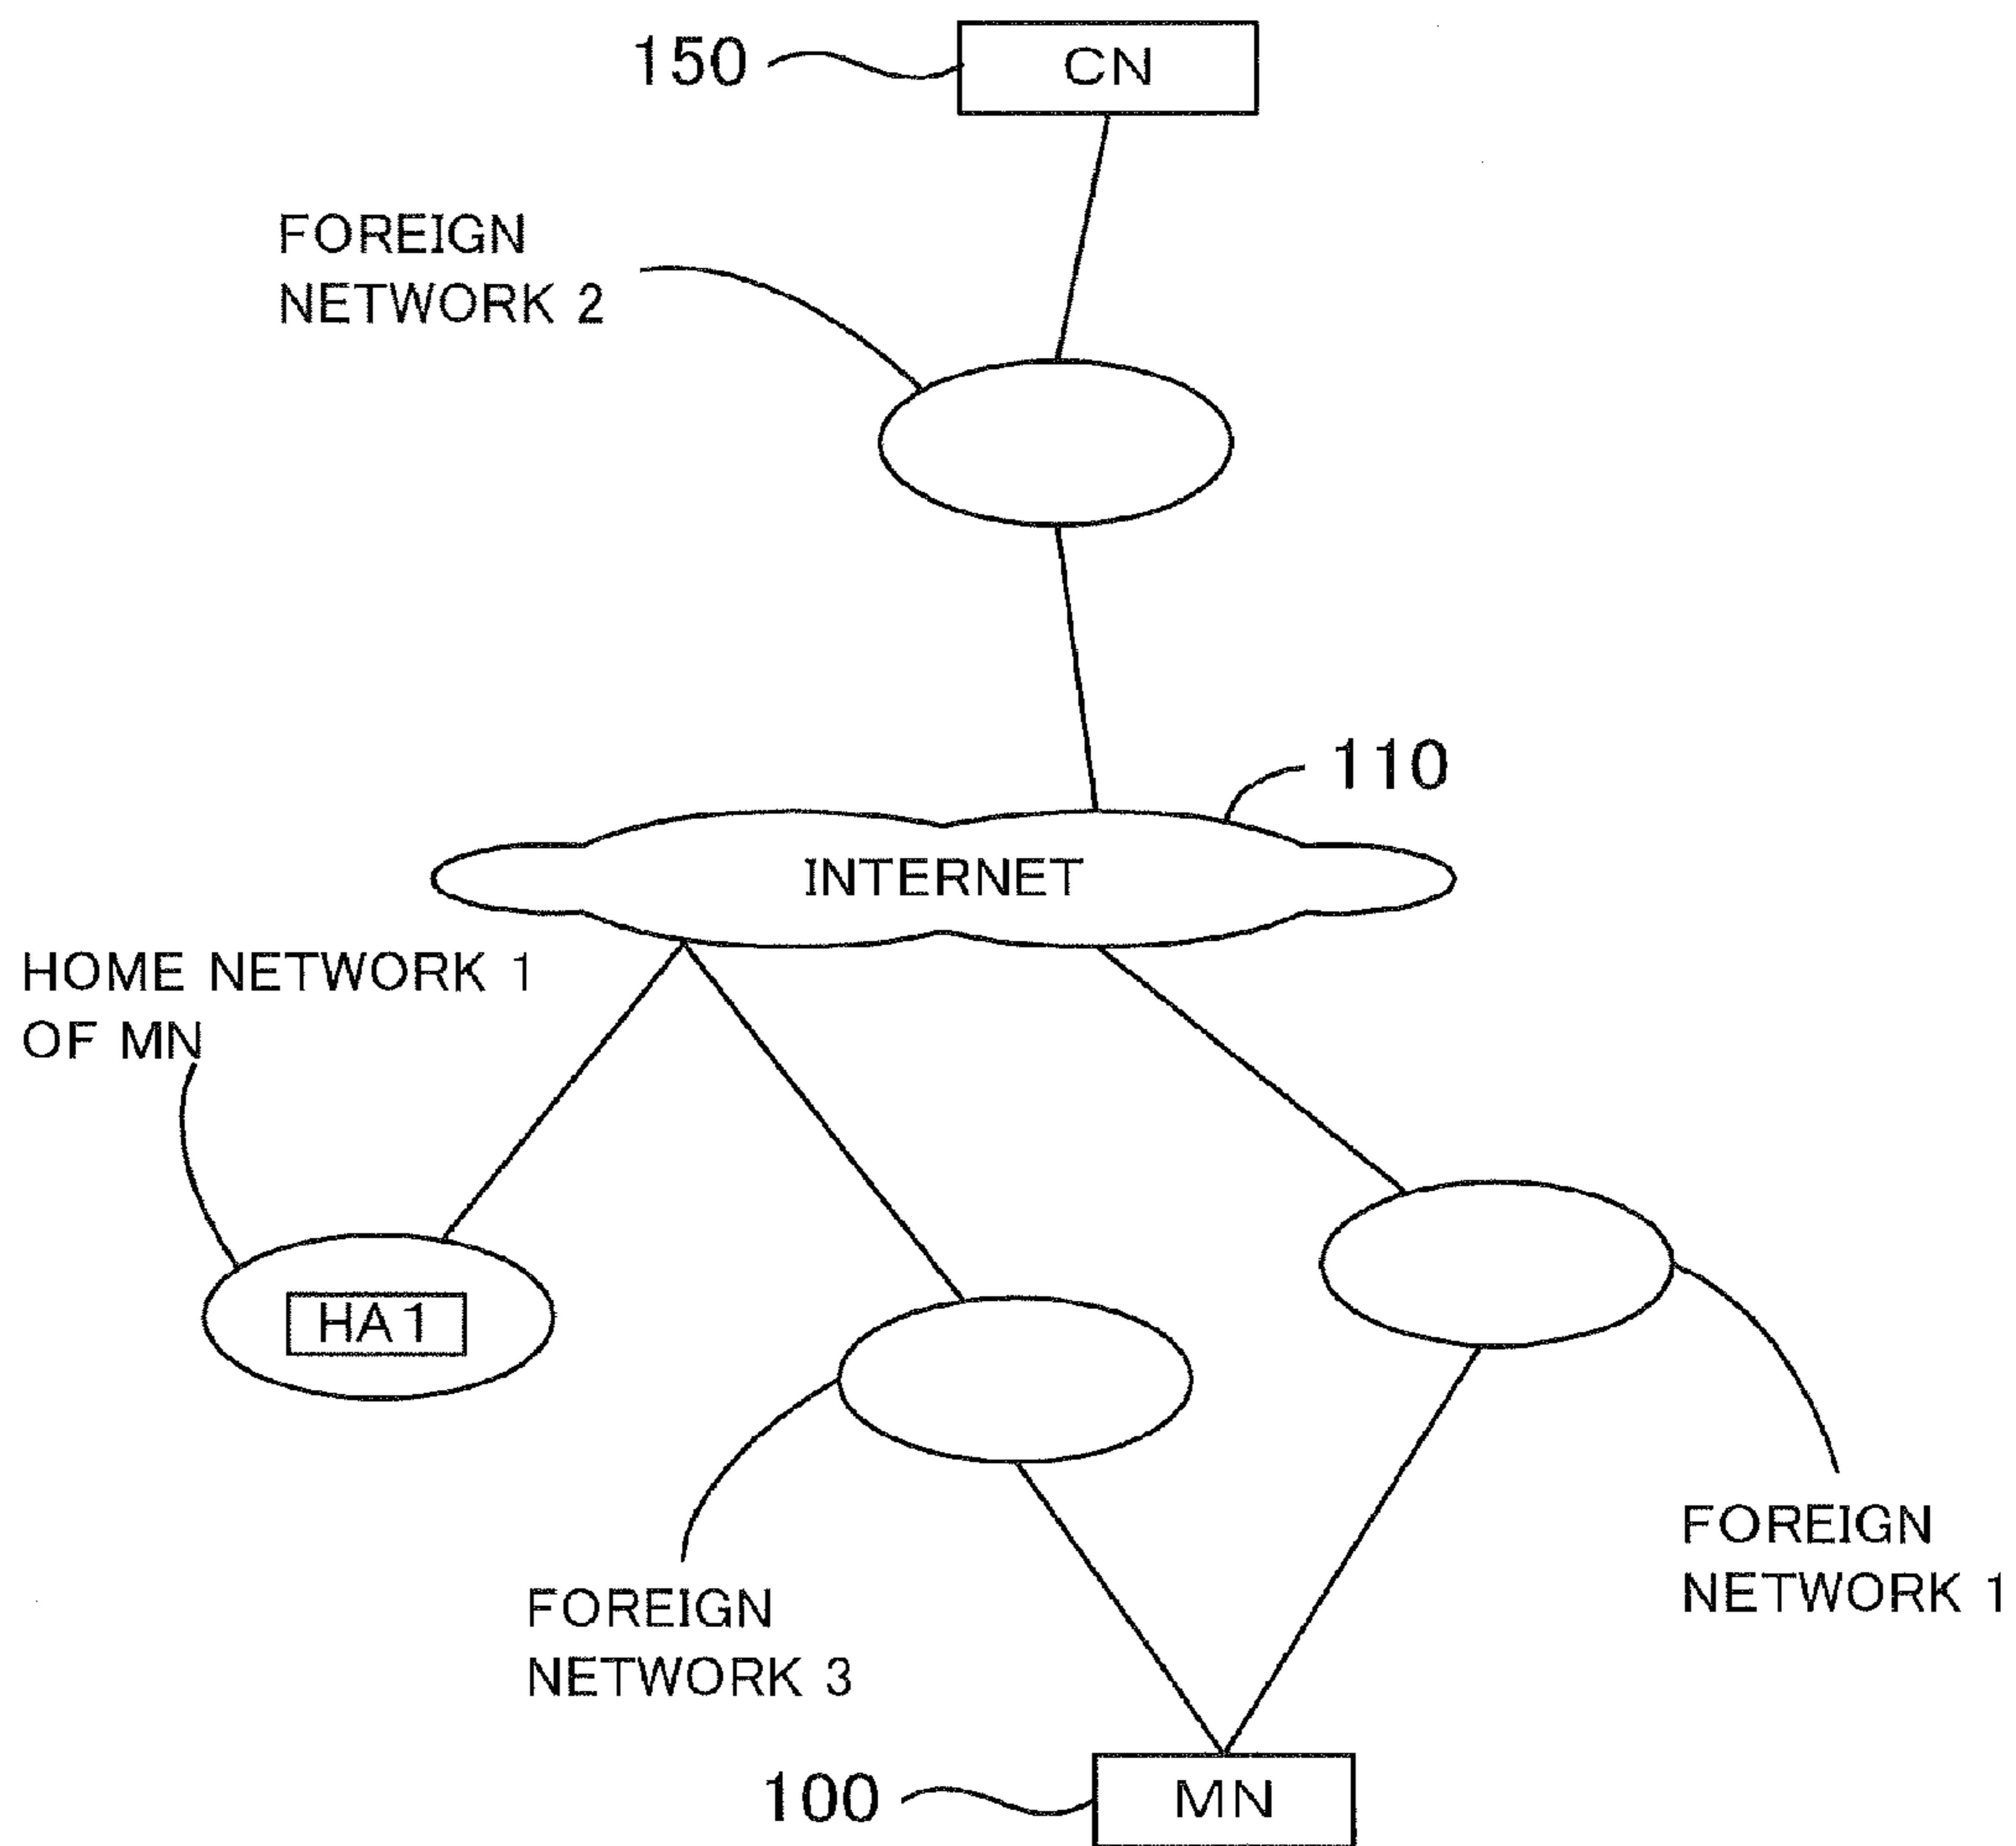 150
CN
FOREIGN
NETWORK 2
110
INTERNET
HOME NETWORK 1
OF MN
HA1
FOREIGN
NETWORK 1
FOREIGN
NETWORK 3
100
MN